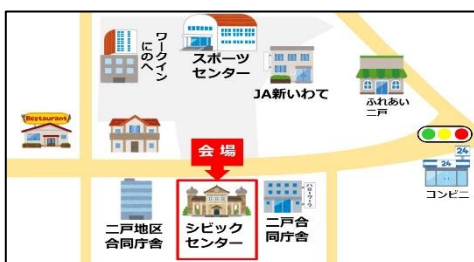 ワークイン
にのへ
スポーツ
センター
JA新いわて
ふれあい
二戸
Restaurant
会場
24
24
コンビニ
二戸地区
合同庁舎
シビック
センター
ハローワーク
二戸合
同庁舎